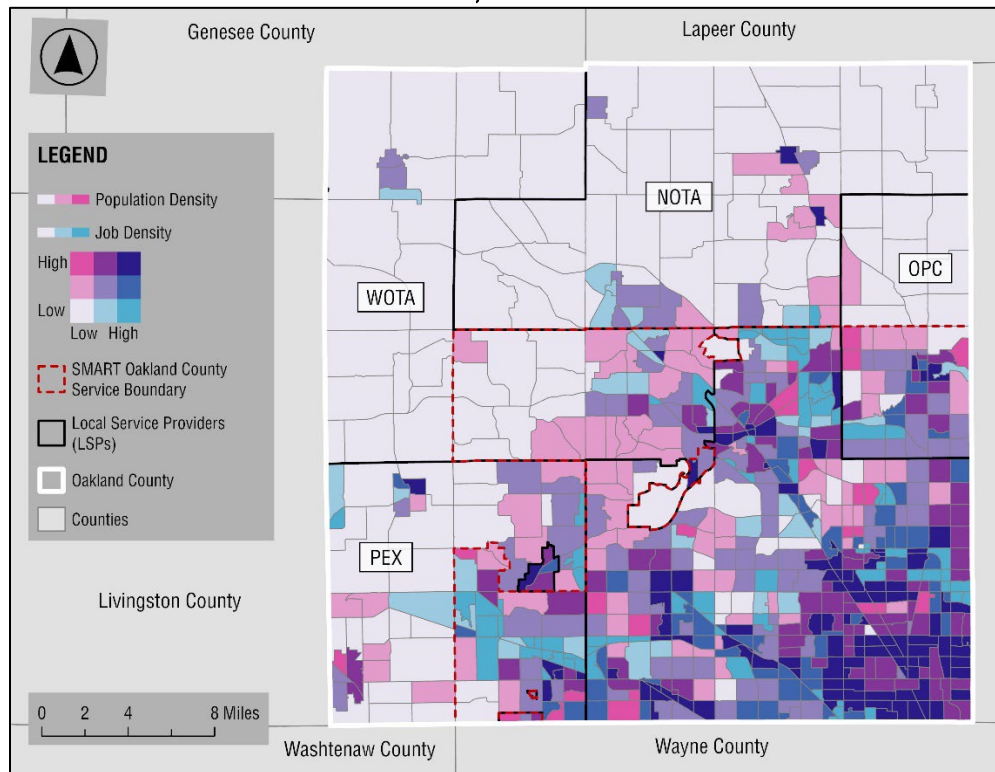 Genesee County
Lapeer County
LEGEND
Population Density
Job Density
High
Low
Low High
SMART Oakland County
Service Boundary
Local Service Providers
(LSPs)
Oakland County
Counties
NOTA
OPC
WOTA
PEX
Livingston County
0 2 4 8 Miles
Washtenaw County
Wayne County